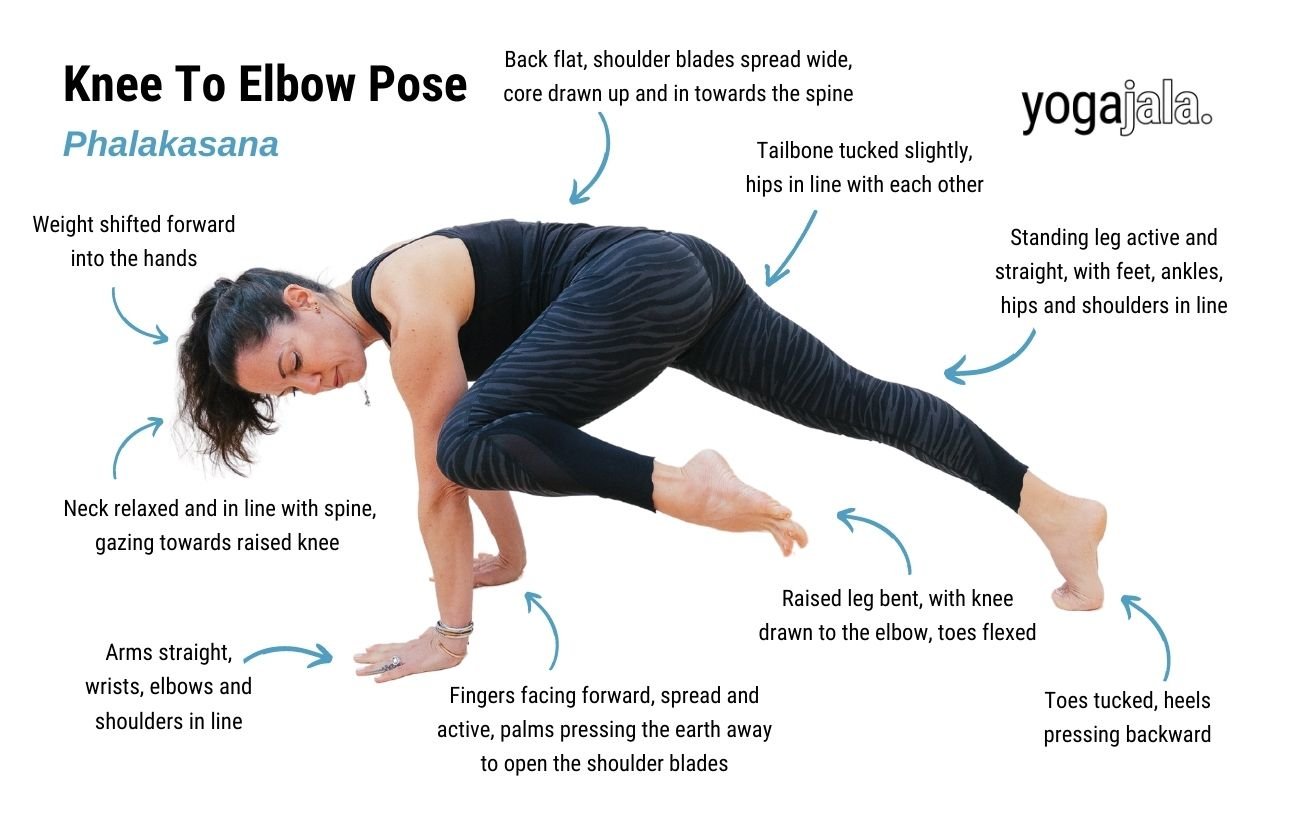 Knee To Elbow Pose
Phalakasana
Back flat, shoulder blades spread wide,
core drawn up and in towards the spine
yogajala.
Tailbone tucked slightly,
hips in line with each other
Weight shifted forward
into the hands
Standing leg active and
straight, with feet, ankles,
hips and shoulders in line
Neck relaxed and in line with spine,
gazing towards raised knee
Raised leg bent, with knee
drawn to the elbow, toes flexed
Arms straight,
wrists, elbows and
shoulders in line
Fingers facing forward, spread and
active, palms pressing the earth away
to open the shoulder blades
Toes tucked, heels
pressing backward